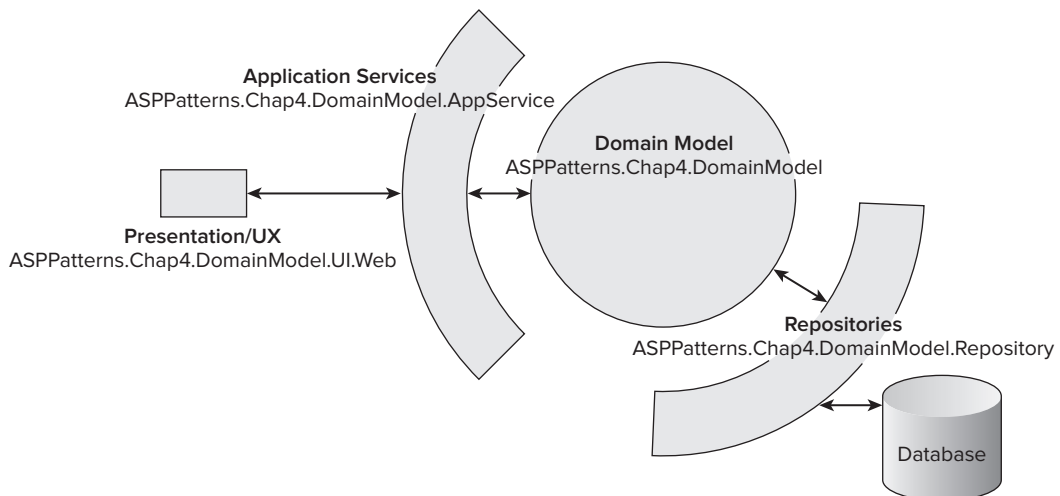 Application Services
ASPPatterns.Chap4.DomainModel.AppService
Domain Model
ASPPatterns.Chap4.DomainModel
Presentation/UX
ASPPatterns.Chap4.DomainModel.UI.Web
Repositories
ASPPatterns.Chap4.DomainModel.Repository
Database